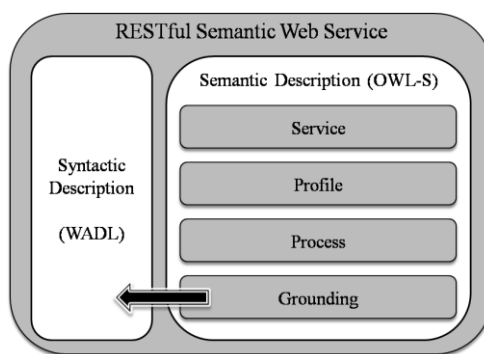 RESTful Semantic Web Service
Syntactic
Description
(WADL)
Semantic Description (OWL-S)
Service
Profile
Process
Grounding